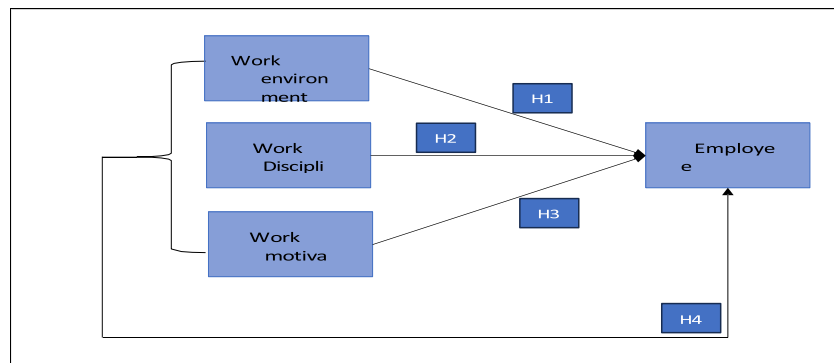 Work
environ
ment
H1
H2
Work
Discipli
Employe
e
Work
motiva
H3
H4